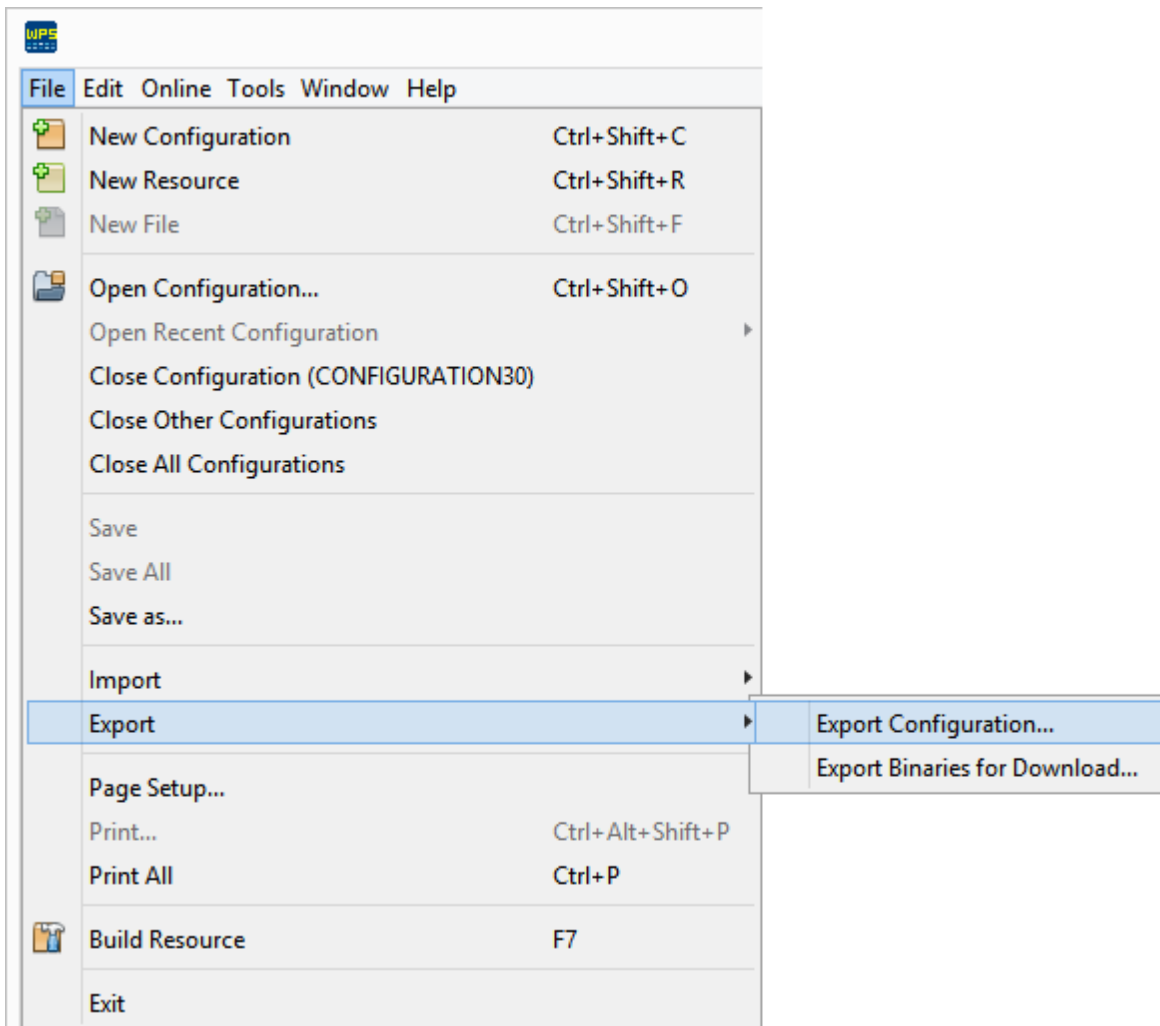 WPS
File Edit Online Tools Window Help
New Configuration Ctrl+Shift+C
New Resource Ctrl+Shift+R
New File Ctrl+Shift+F
Open Configuration... Ctrl+Shift+O
Open Recent Configuration
Close Configuration (CONFIGURATION30)
Close Other Configurations
Close All Configurations
Save
Save All
Save as...
Import
Export
Export Configuration...
Export Binaries for Download...
Page Setup...
Print... Ctrl+Alt+Shift+P
Print All Ctrl+P
Build Resource F7
Exit